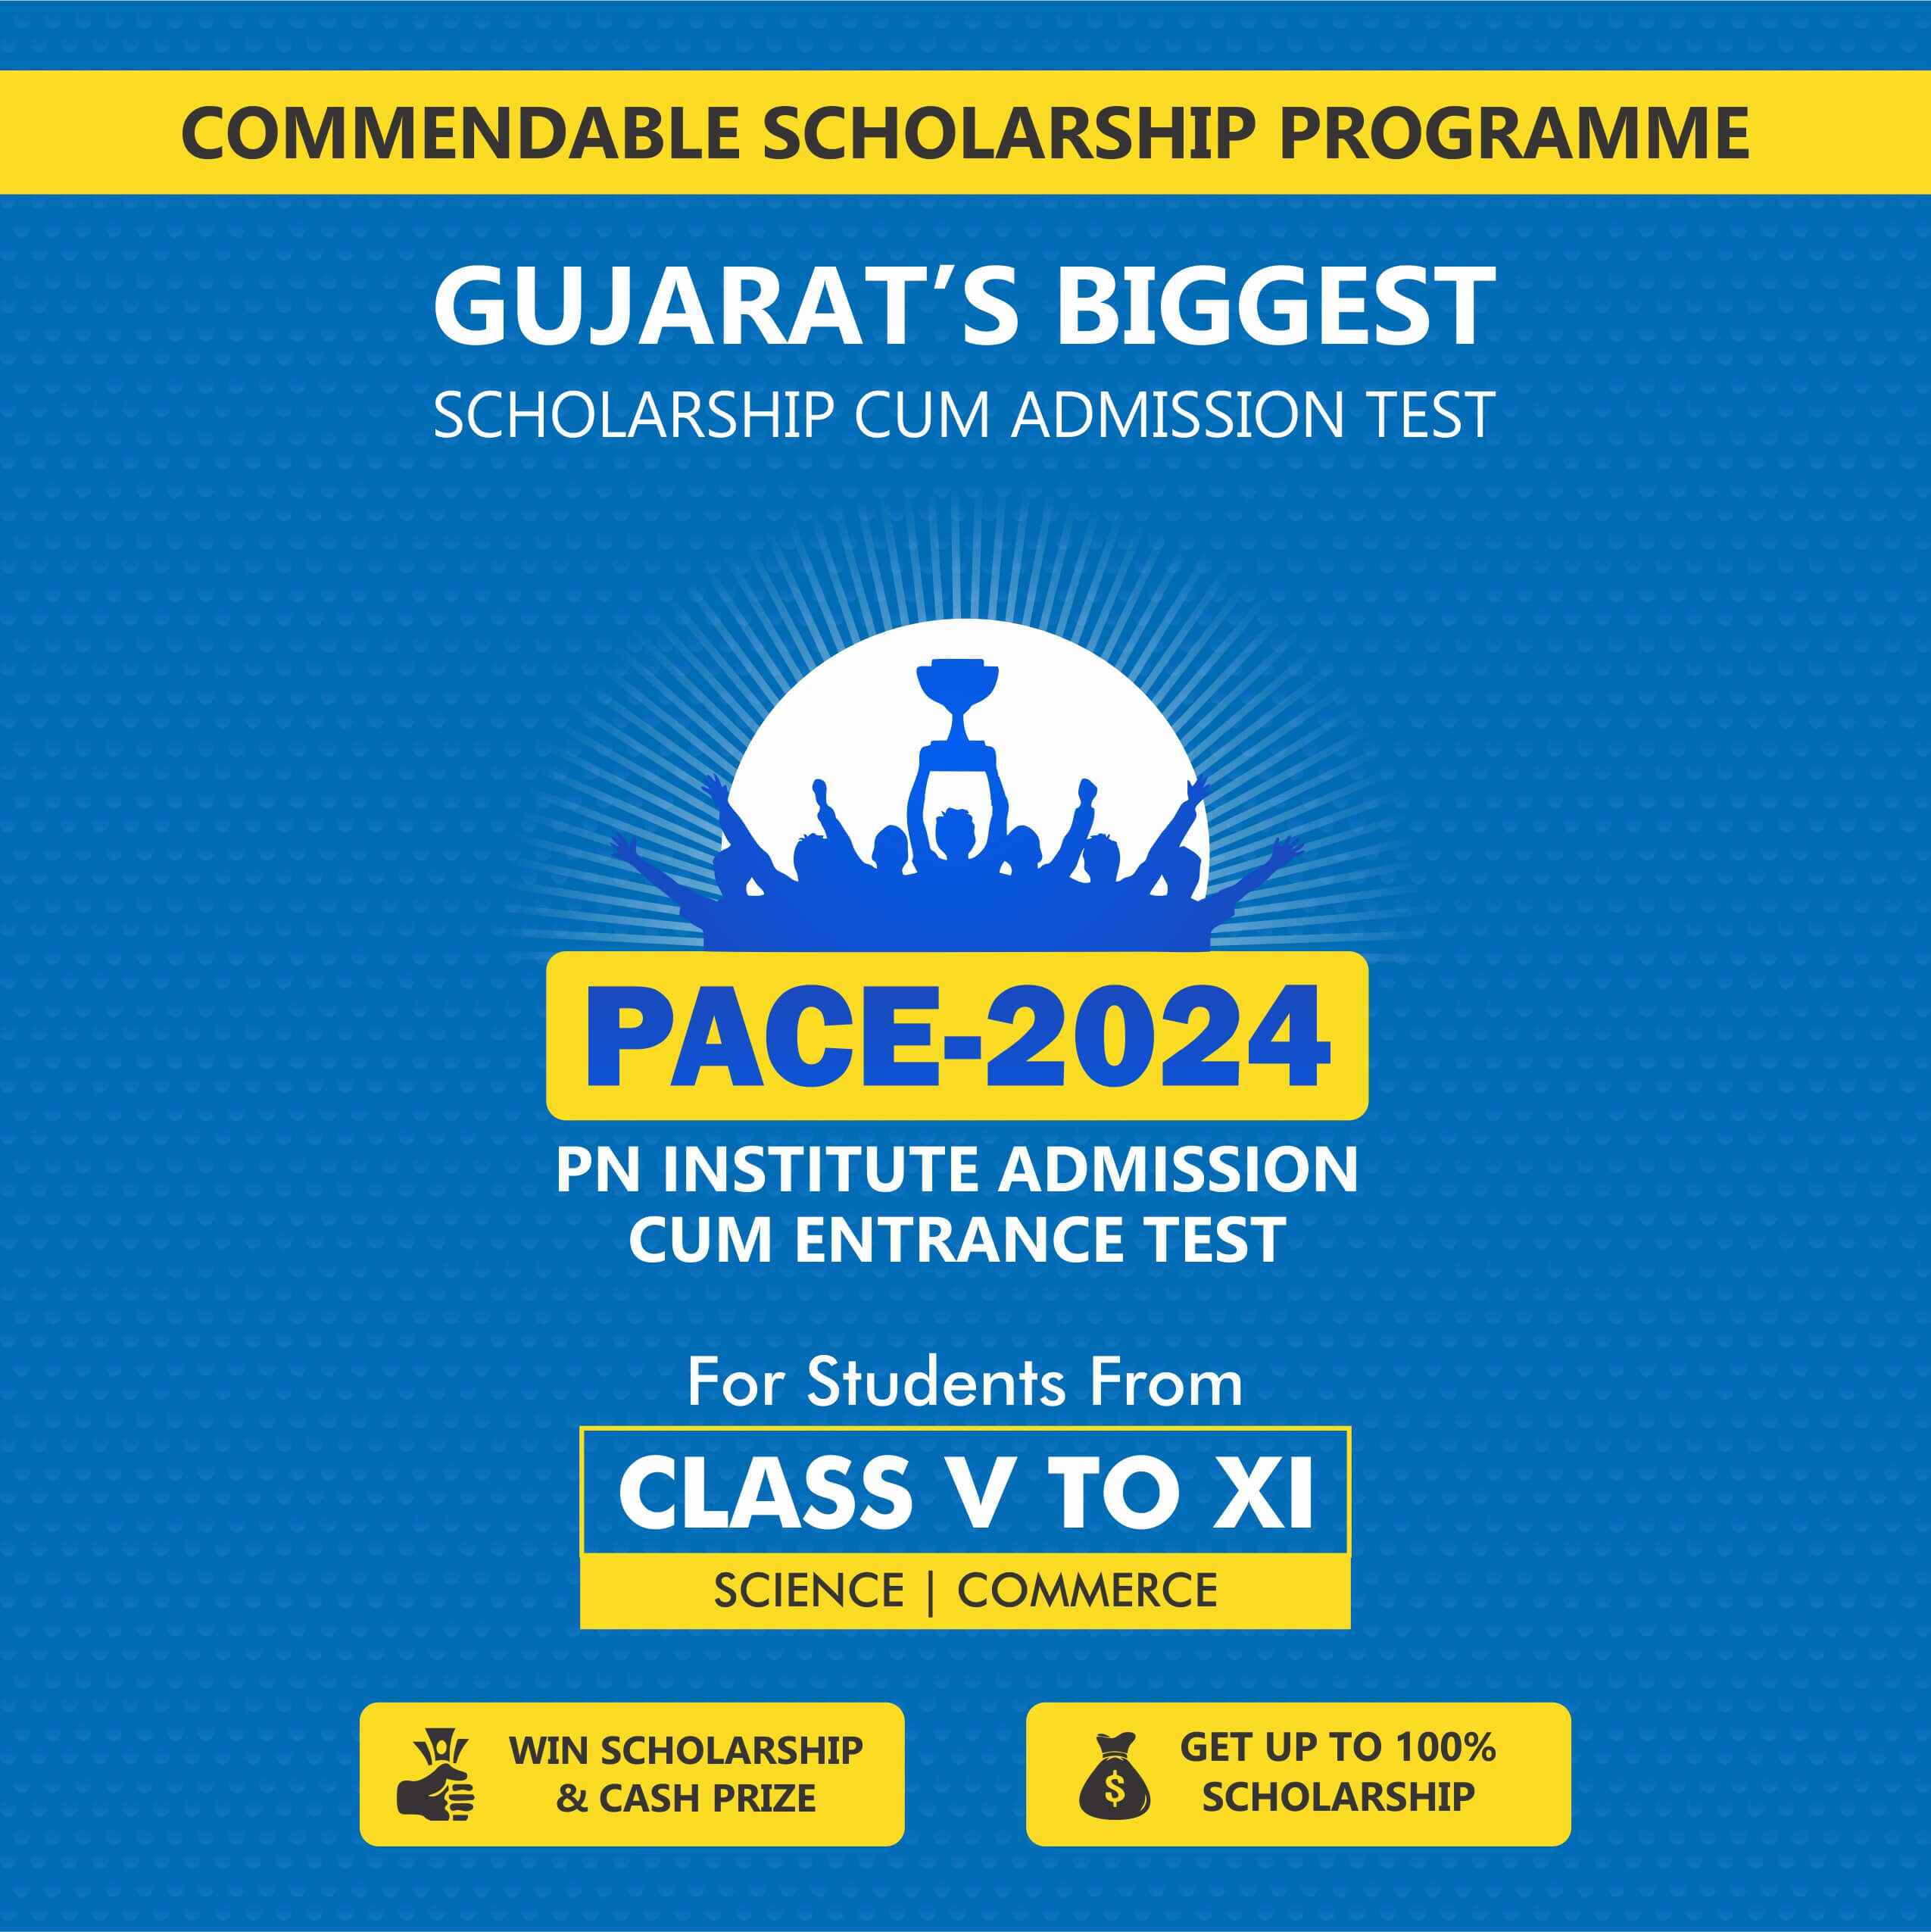 COMMENDABLE SCHOLARSHIP PROGRAMME
GUJARAT'S BIGGEST
SCHOLARSHIP CUM ADMISSION TEST
PACE-2024
PN INSTITUTE ADMISSION
CUM ENTRANCE TEST
For Students From
CLASS V TO XI
SCIENCE | COMMERCE
WIN SCHOLARSHIP
& CASH PRIZE
$
GET UP TO 100%
SCHOLARSHIP